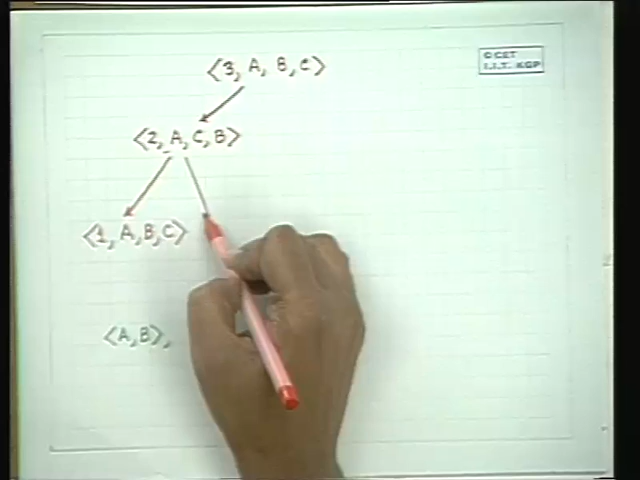 ⟨3, A, B, C⟩
© CET
I.I.T. KGP
⟨2, A, C, B⟩
⟨1, A, B, C⟩
⟨A, B⟩,